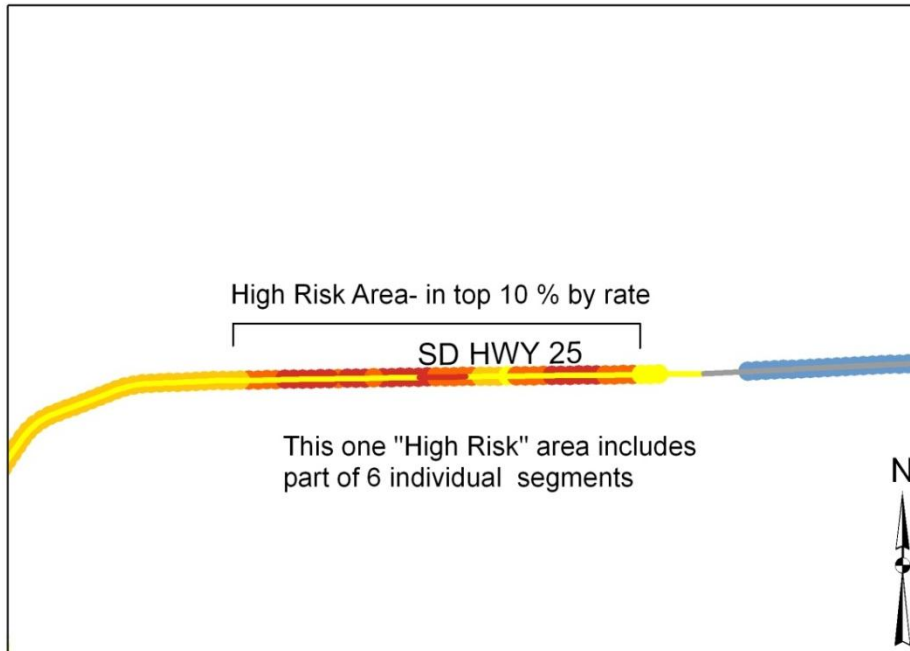 High Risk Area- in top 10 % by rate
SD HWY 25
This one "High Risk" area includes
part of 6 individual segments
N